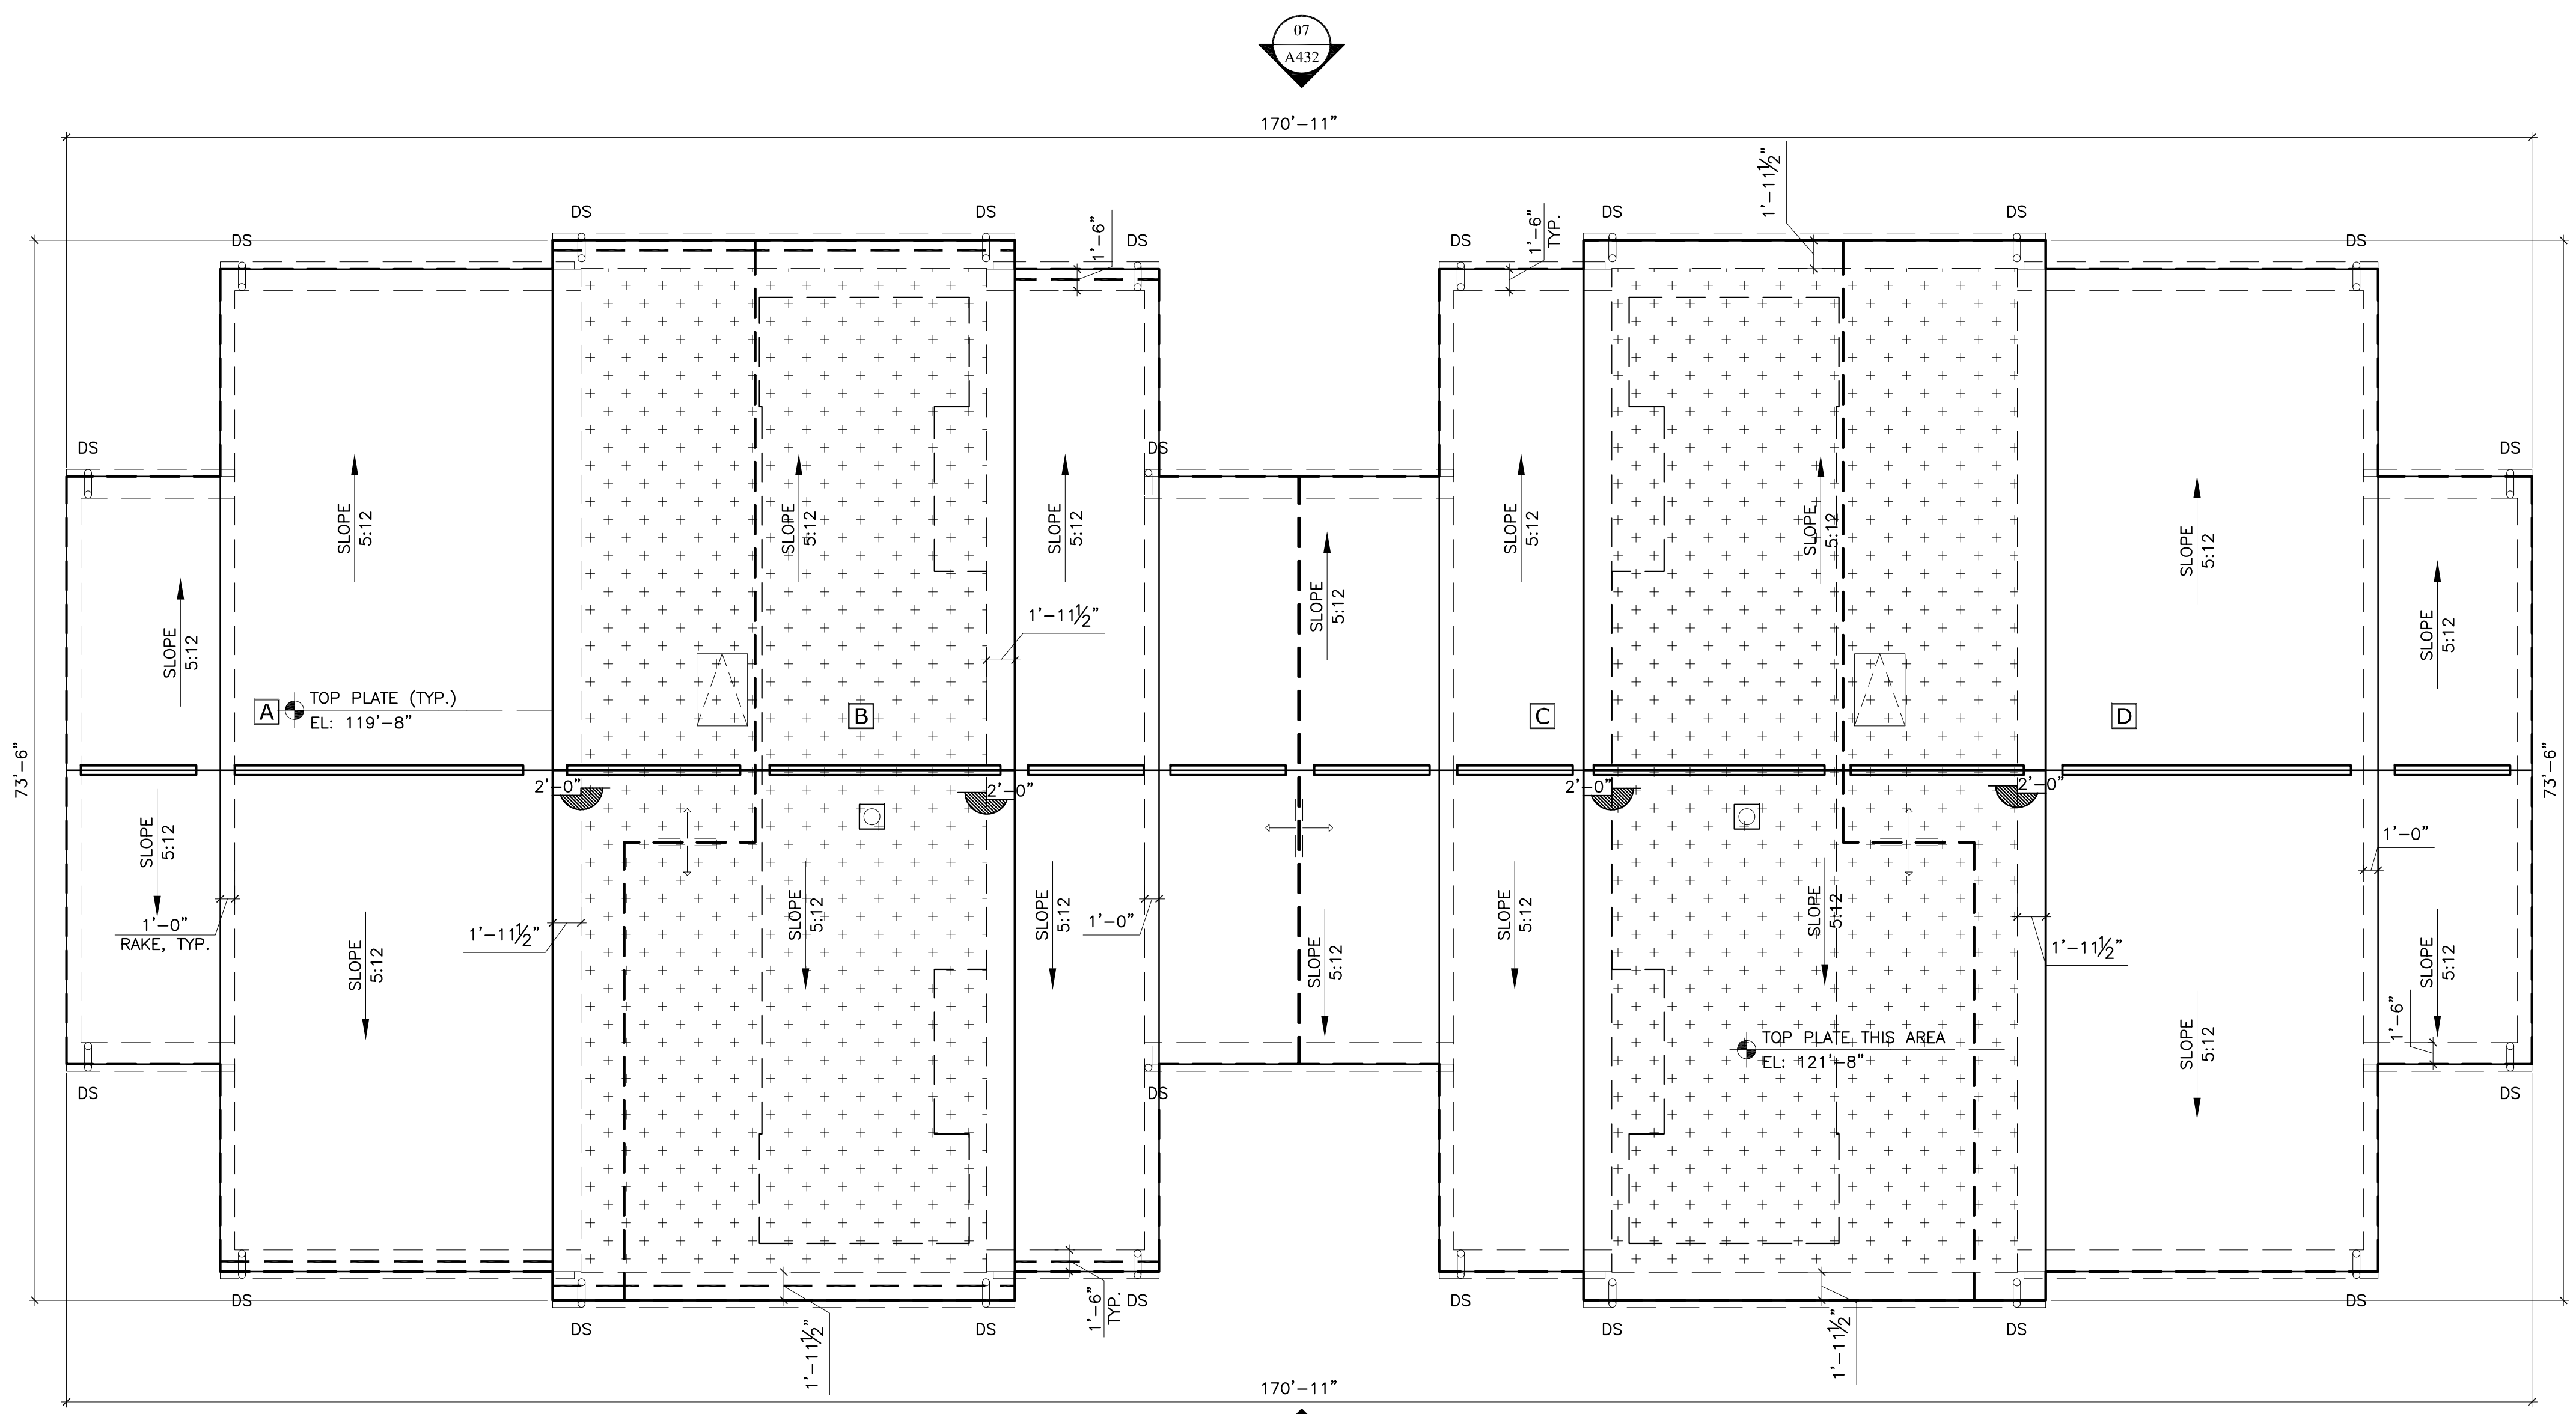 07
A432
170'-11"
1'-11½"
DS
DS
DS
DS
1'-6"
DS
DS
1'-6"
TYP.
DS
DS
DS
DS
DS
DS
SLOPE
5:12
SLOPE
5:12
SLOPE
5:12
SLOPE
5:12
SLOPE
5:12
SLOPE
5:12
SLOPE
5:12
SLOPE
5:12
SLOPE
5:12
1'-11½"
A
TOP PLATE (TYP.)
EL: 119'-8"
B
C
D
73'-6"
73'-6"
2'-0"
2'-0"
2'-0"
2'-0"
SLOPE
5:12
SLOPE
5:12
SLOPE
5:12
SLOPE
5:12
SLOPE
5:12
SLOPE
5:12
SLOPE
5:12
SLOPE
5:12
SLOPE
5:12
1'-0"
RAKE, TYP.
1'-11½"
1'-0"
1'-11½"
1'-0"
1'-6"
TOP PLATE THIS AREA
EL: 121'-8"
DS
DS
DS
DS
DS
DS
1'-6"
TYP.
DS
DS
DS
DS
DS
DS
1'-11½"
1'-11½"
170'-11"